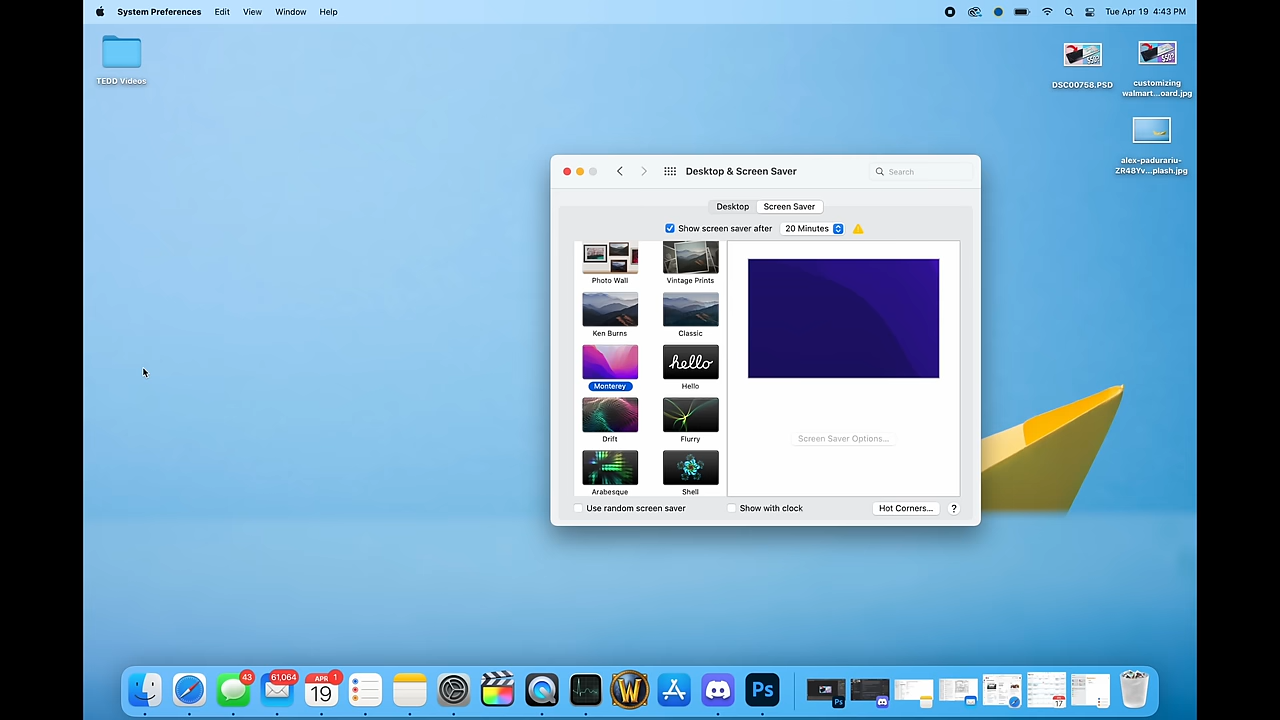 System Preferences Edit View Window Help Tue Apr 19 4:43 PM
TEDD Videos
DSC00758.PSD
customizing
walmart...oard.jpg
alex-padurariu-
ZR48Yv...plash.jpg
Desktop & Screen Saver
Search
Desktop Screen Saver
Show screen saver after 20 Minutes
Photo Wall Vintage Prints
Ken Burns Classic
hello
Monterey Hello
Drift Flurry
Screen Saver Options...
Arabesque Shell
Use random screen saver Show with clock Hot Corners... ?
43 61,064 APR 1
19 W Ps
Ps 17